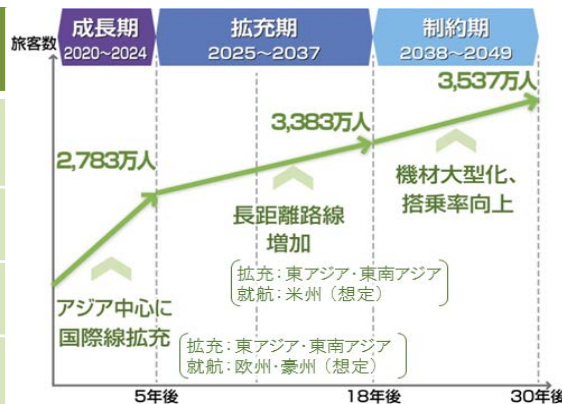 成長期
2020～2024
拡充期
2025～2037
制約期
2038～2049
旅客数
2,783万人
3,383万人
3,537万人
アジア中心に
国際線拡充
長距離路線
増加
機材大型化、
搭乗率向上
拡充：東アジア・東南アジア
就航：米州（想定）
拡充：東アジア・東南アジア
就航：欧州・豪州（想定）
5年後
18年後
30年後